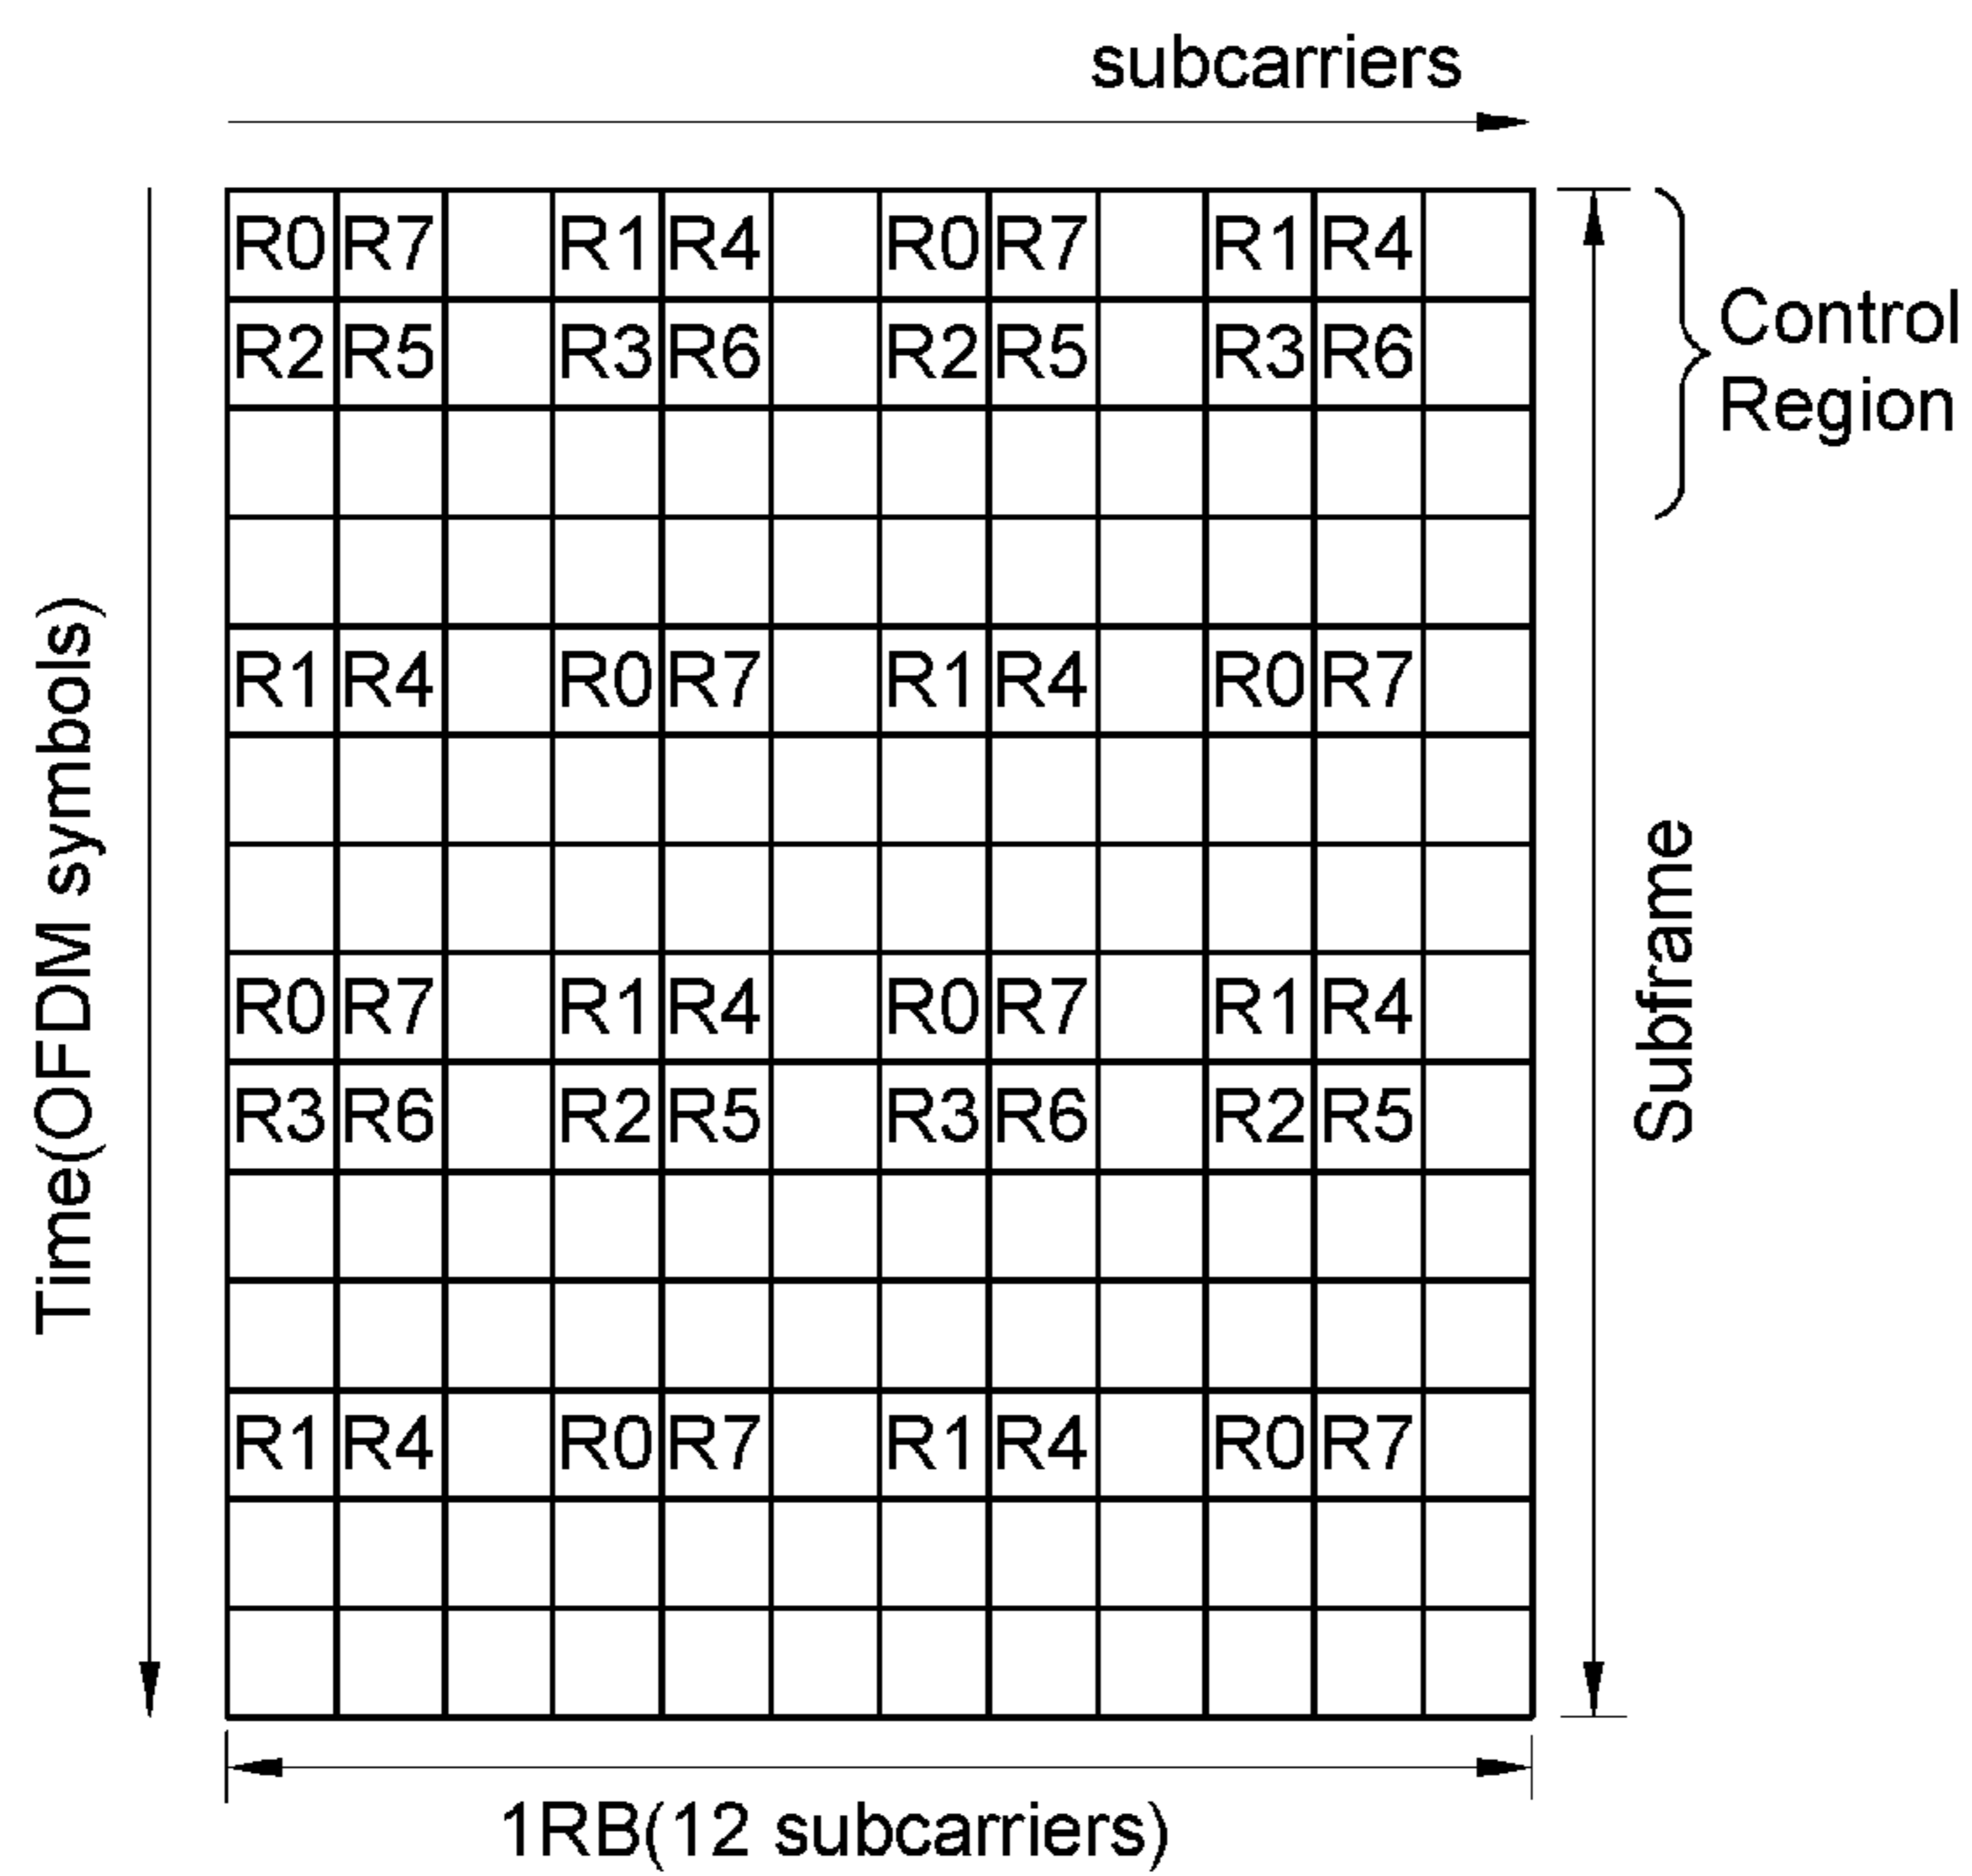 subcarriers
R0 R7 R1 R4 R0 R7 R1 R4
R2 R5 R3 R6 R2 R5 R3 R6
Control
Region
R1 R4 R0 R7 R1 R4 R0 R7
R0 R7 R1 R4 R0 R7 R1 R4
R3 R6 R2 R5 R3 R6 R2 R5
R1 R4 R0 R7 R1 R4 R0 R7
Time(OFDM symbols)
Subframe
1RB(12 subcarriers)